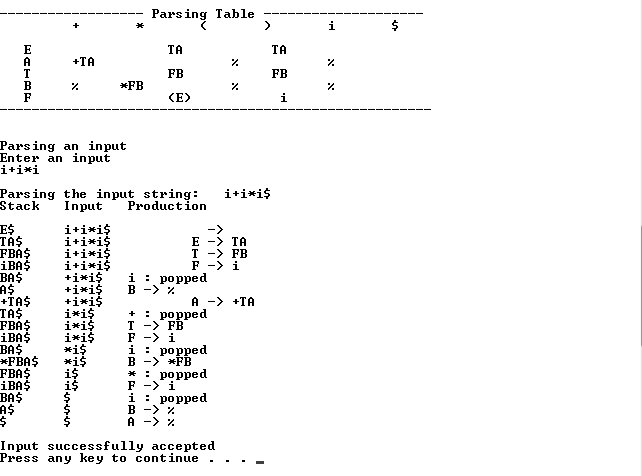 ------------------ Parsing Table --------------------
+ * ( ) i $
E TA TA
A +TA % %
T FB FB
B % *FB % %
F (E) i
------------------------------------------------------
Parsing an input
Enter an input
i+i*i
Parsing the input string: i+i*i$
Stack Input Production
E$ i+i*i$ ->
TA$ i+i*i$ E -> TA
FBA$ i+i*i$ T -> FB
iBA$ i+i*i$ F -> i
BA$ +i*i$ i : popped
A$ +i*i$ B -> %
+TA$ +i*i$ A -> +TA
TA$ i*i$ + : popped
FBA$ i*i$ T -> FB
iBA$ i*i$ F -> i
BA$ *i$ i : popped
*FBA$ *i$ B -> *FB
FBA$ i$ * : popped
iBA$ i$ F -> i
BA$ $ i : popped
A$ $ B -> %
$ $ A -> %
Input successfully accepted
Press any key to continue . . . _